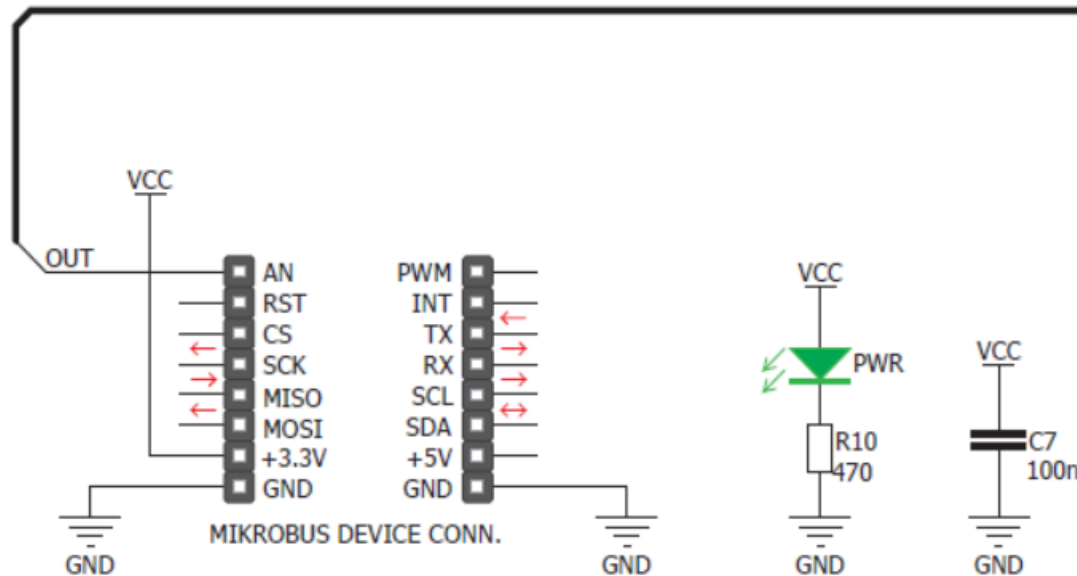 VCC
OUT
AN
RST
CS
SCK
MISO
MOSI
+3.3V
GND
PWM
INT
TX
RX
SCL
SDA
+5V
GND
MIKROBUS DEVICE CONN.
GND
GND
VCC
PWR
R10
470
GND
VCC
C7
100n
GND